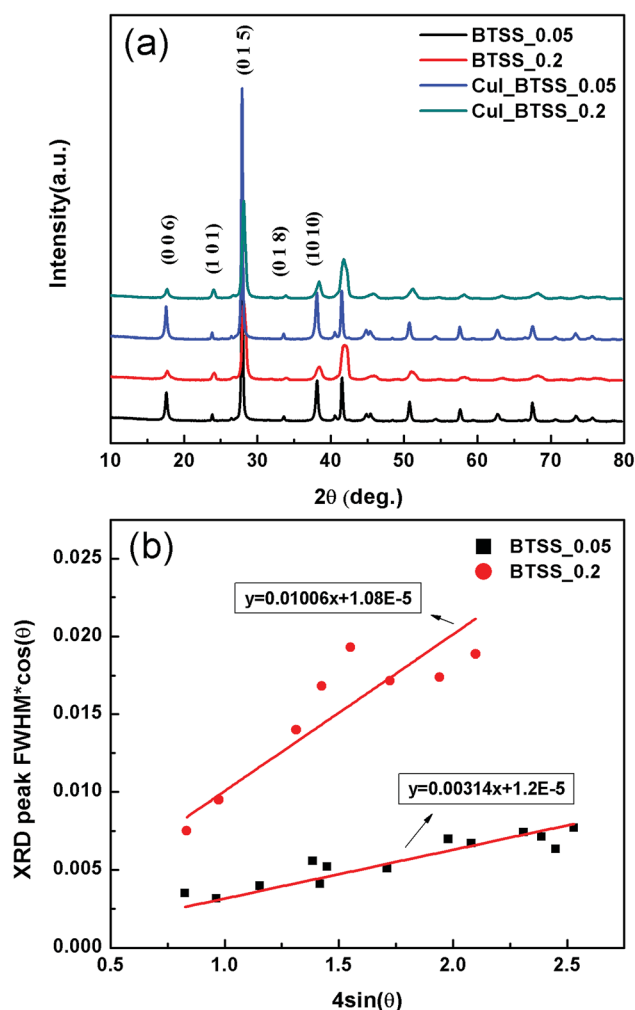 (a)
BTSS_0.05
BTSS_0.2
CuI_BTSS_0.05
CuI_BTSS_0.2
(0 0 6)
(1 0 1)
(0 1 5)
(0 1 8)
(10 10)
Intensity(a.u.)
10 20 30 40 50 60 70 80
2θ (deg.)
(b)
BTSS_0.05
BTSS_0.2
y=0.01006x+1.08E-5
y=0.00314x+1.2E-5
XRD peak FWHM*cos(θ)
0.025
0.020
0.015
0.010
0.005
0.000
0.5 1.0 1.5 2.0 2.5
4sin(θ)